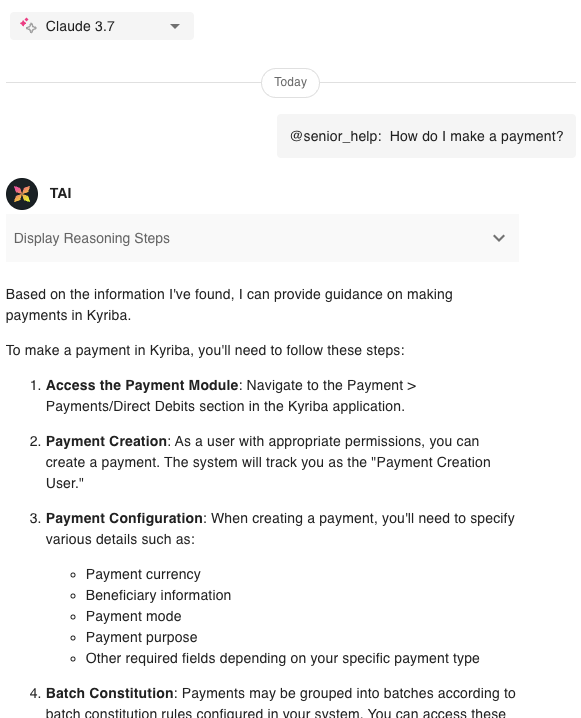 Claude 3.7
Today
@senior_help:  How do I make a payment?
TAI
Display Reasoning Steps
Based on the information I've found, I can provide guidance on making
payments in Kyriba.
To make a payment in Kyriba, you'll need to follow these steps:
1. Access the Payment Module: Navigate to the Payment >
Payments/Direct Debits section in the Kyriba application.
2. Payment Creation: As a user with appropriate permissions, you can
create a payment. The system will track you as the "Payment Creation
User."
3. Payment Configuration: When creating a payment, you'll need to specify
various details such as:
Payment currency
Beneficiary information
Payment mode
Payment purpose
Other required fields depending on your specific payment type
4. Batch Constitution: Payments may be grouped into batches according to
batch constitution rules configured in your system. You can access these